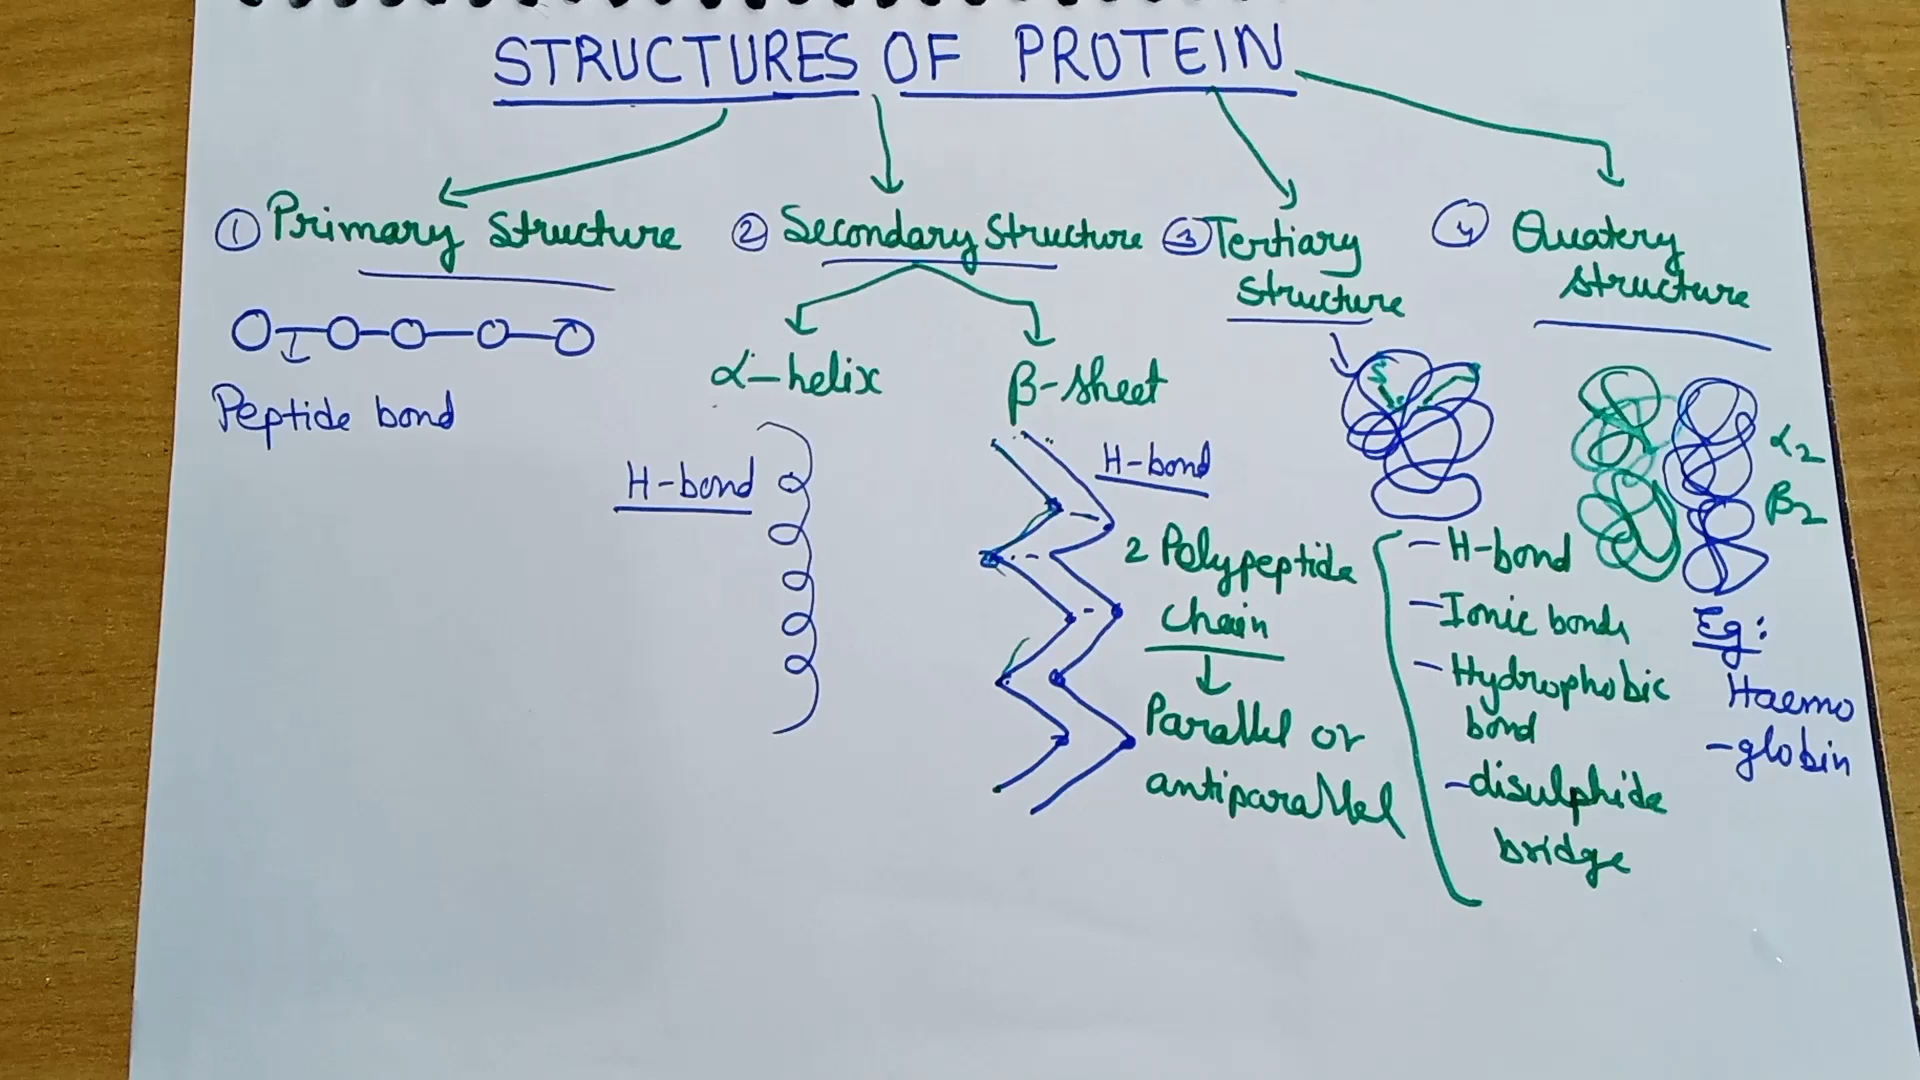 STRUCTURES OF PROTEIN
① Primary Structure
Peptide bond
② Secondary Structure
α-helix
H-bond
β-sheet
H-bond
2 Polypeptide
chain
Parallel or
antiparallel
③ Tertiary
Structure
S
S
- H-bond
- Ionic bonds
- Hydrophobic
bond
- disulphide
bridge
④ Quatery
Structure
α2
β2
Eg:
Haemo
-globin